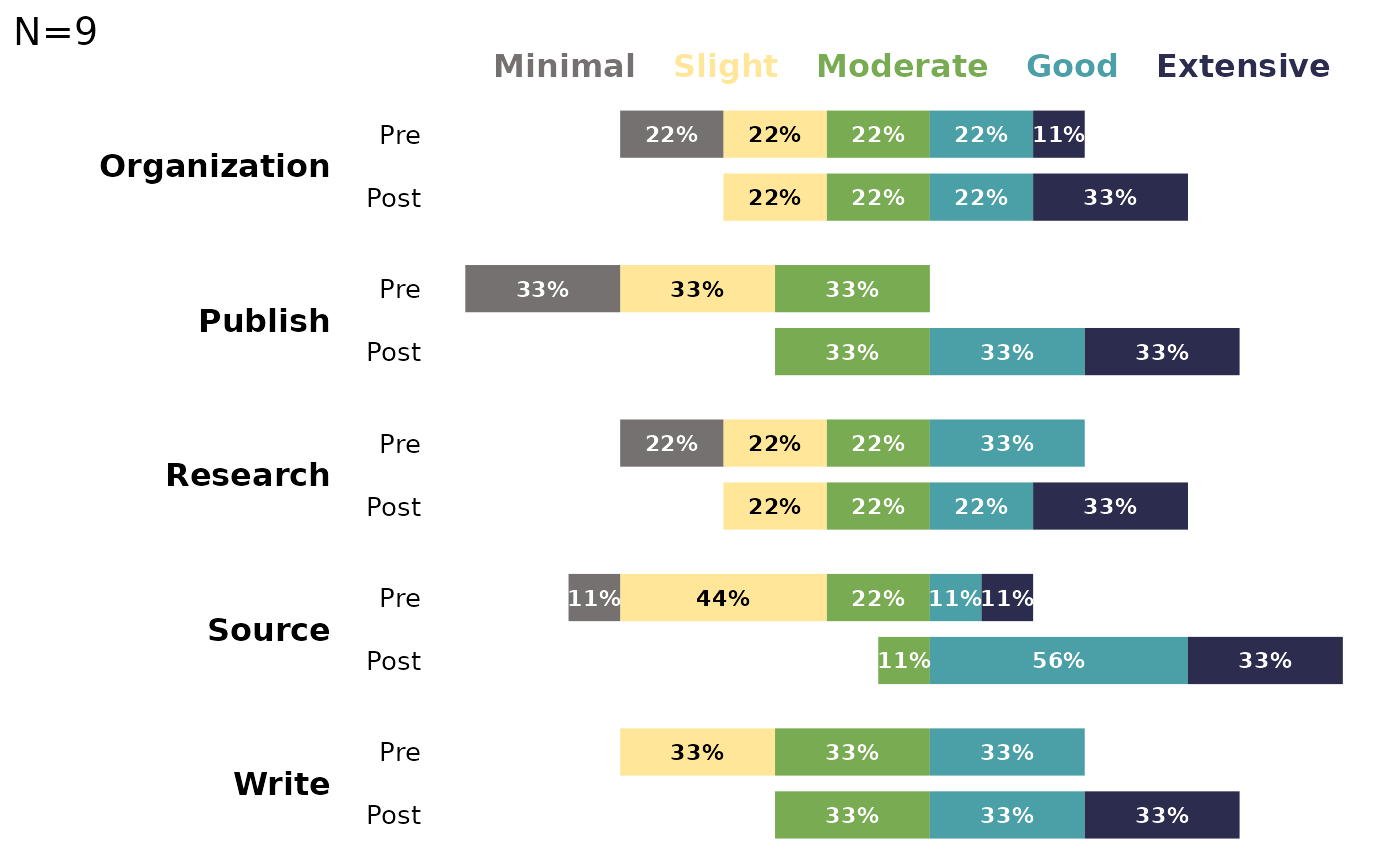 N=9
Minimal Slight Moderate Good Extensive
Organization
Pre 22% 22% 22% 22% 11%
Post 22% 22% 22% 33%
Publish
Pre 33% 33% 33%
Post 33% 33% 33%
Research
Pre 22% 22% 22% 33%
Post 22% 22% 22% 33%
Source
Pre 11% 44% 22% 11% 11%
Post 11% 56% 33%
Write
Pre 33% 33% 33%
Post 33% 33% 33%